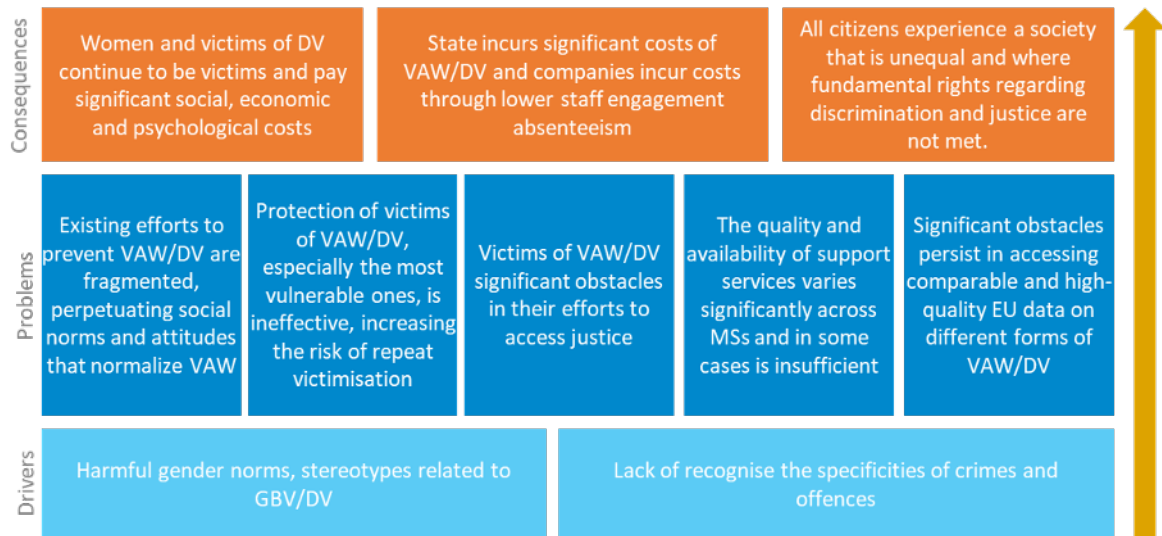 Consequences
Women and victims of DV
continue to be victims and pay
significant social, economic
and psychological costs
State incurs significant costs of
VAW/DV and companies incur costs
through lower staff engagement
absenteeism
All citizens experience a society
that is unequal and where
fundamental rights regarding
discrimination and justice are
not met.
Problems
Existing efforts to
prevent VAW/DV are
fragmented,
perpetuating social
norms and attitudes
that normalize VAW
Protection of victims
of VAW/DV,
especially the most
vulnerable ones, is
ineffective, increasing
the risk of repeat
victimisation
Victims of VAW/DV
significant obstacles
in their efforts to
access justice
The quality and
availability of support
services varies
significantly across
MSs and in some
cases is insufficient
Significant obstacles
persist in accessing
comparable and high-
quality EU data on
different forms of
VAW/DV
Drivers
Harmful gender norms, stereotypes related to
GBV/DV
Lack of recognise the specificities of crimes and
offences